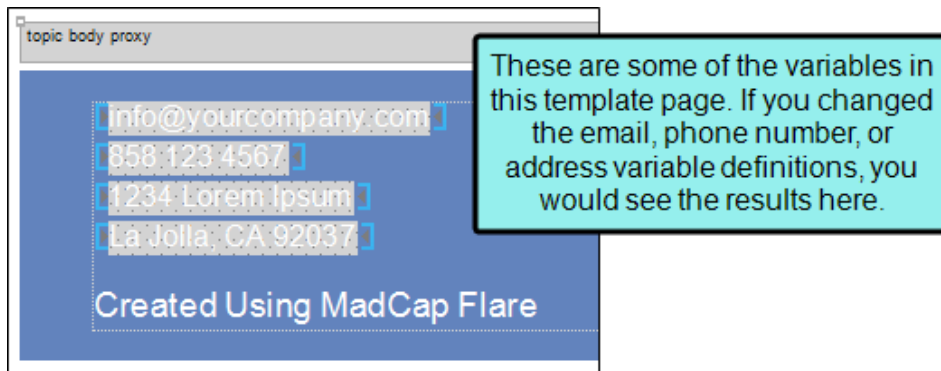 topic body proxy
info@yourcompany.com
858 123 4567
1234 Lorem Ipsum
La Jolla, CA 92037
Created Using MadCap Flare
These are some of the variables in
this template page. If you changed
the email, phone number, or
address variable definitions, you
would see the results here.